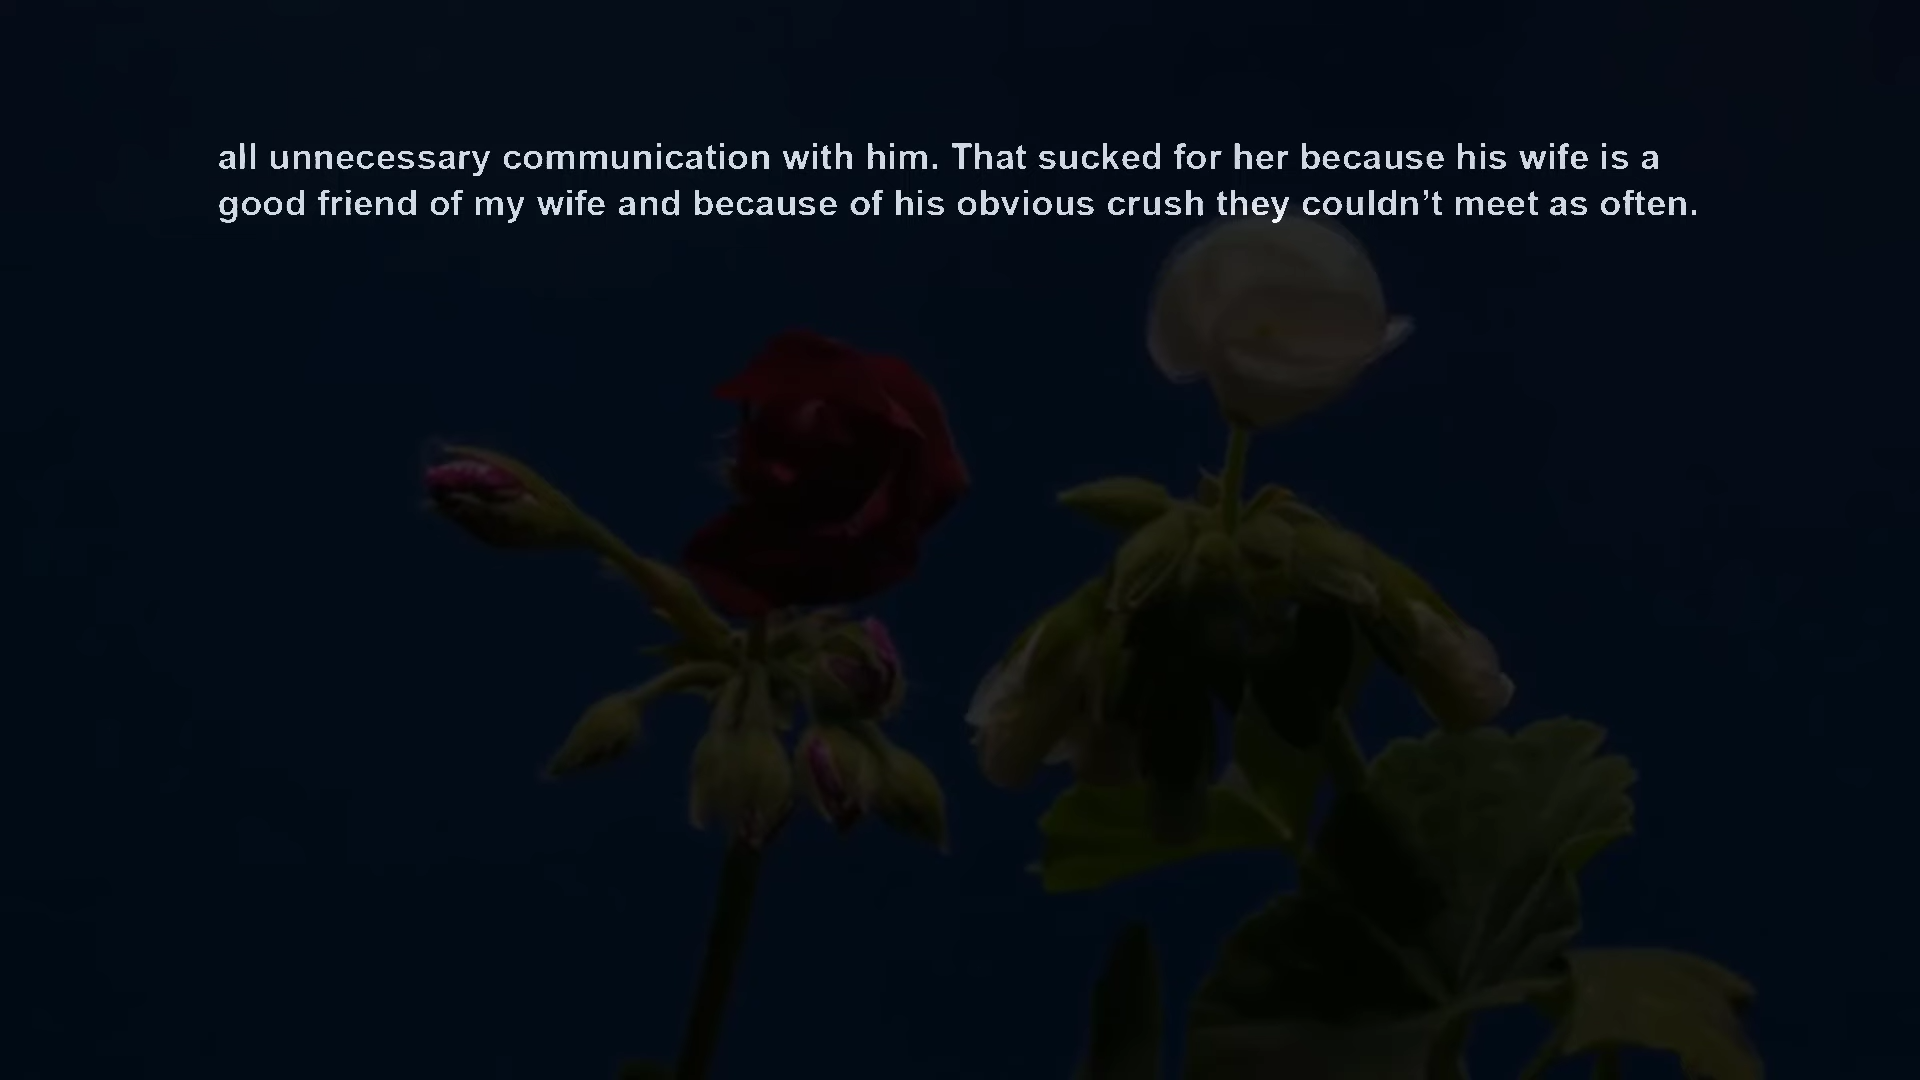 all unnecessary communication with him. That sucked for her because his wife is a
good friend of my wife and because of his obvious crush they couldn’t meet as often.